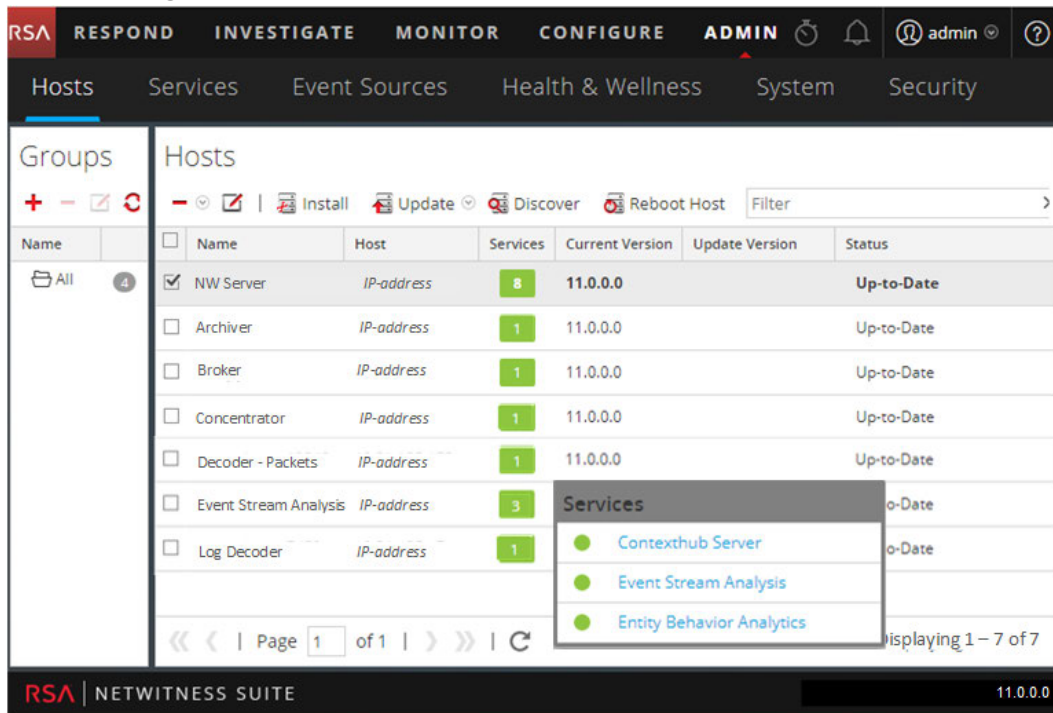 RSA RESPOND INVESTIGATE MONITOR CONFIGURE ADMIN admin
Hosts Services Event Sources Health & Wellness System Security
Groups
Name
All 4
Hosts
Install Update Discover Reboot Host Filter
Name Host Services Current Version Update Version Status
NW Server IP-address 8 11.0.0.0 Up-to-Date
Archiver IP-address 1 11.0.0.0 Up-to-Date
Broker IP-address 1 11.0.0.0 Up-to-Date
Concentrator IP-address 1 11.0.0.0 Up-to-Date
Decoder - Packets IP-address 1 11.0.0.0 Up-to-Date
Event Stream Analysis IP-address 3 o-Date
Log Decoder IP-address 1 o-Date
Services
Contexthub Server
Event Stream Analysis
Entity Behavior Analytics
Page 1 of 1 Displaying 1 – 7 of 7
RSA NETWITNESS SUITE 11.0.0.0